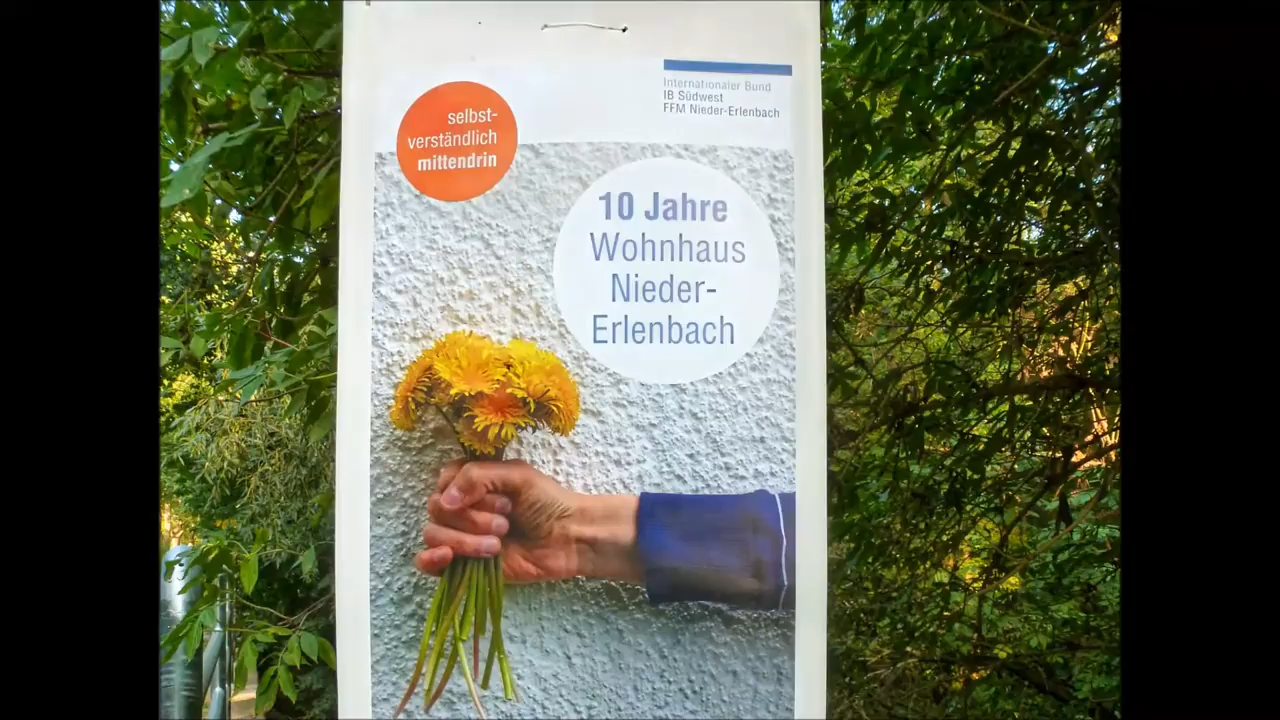 Internationaler Bund
IB Südwest
FFM Nieder-Erlenbach
selbst-
verständlich
mittendrin
10 Jahre
Wohnhaus
Nieder-
Erlenbach